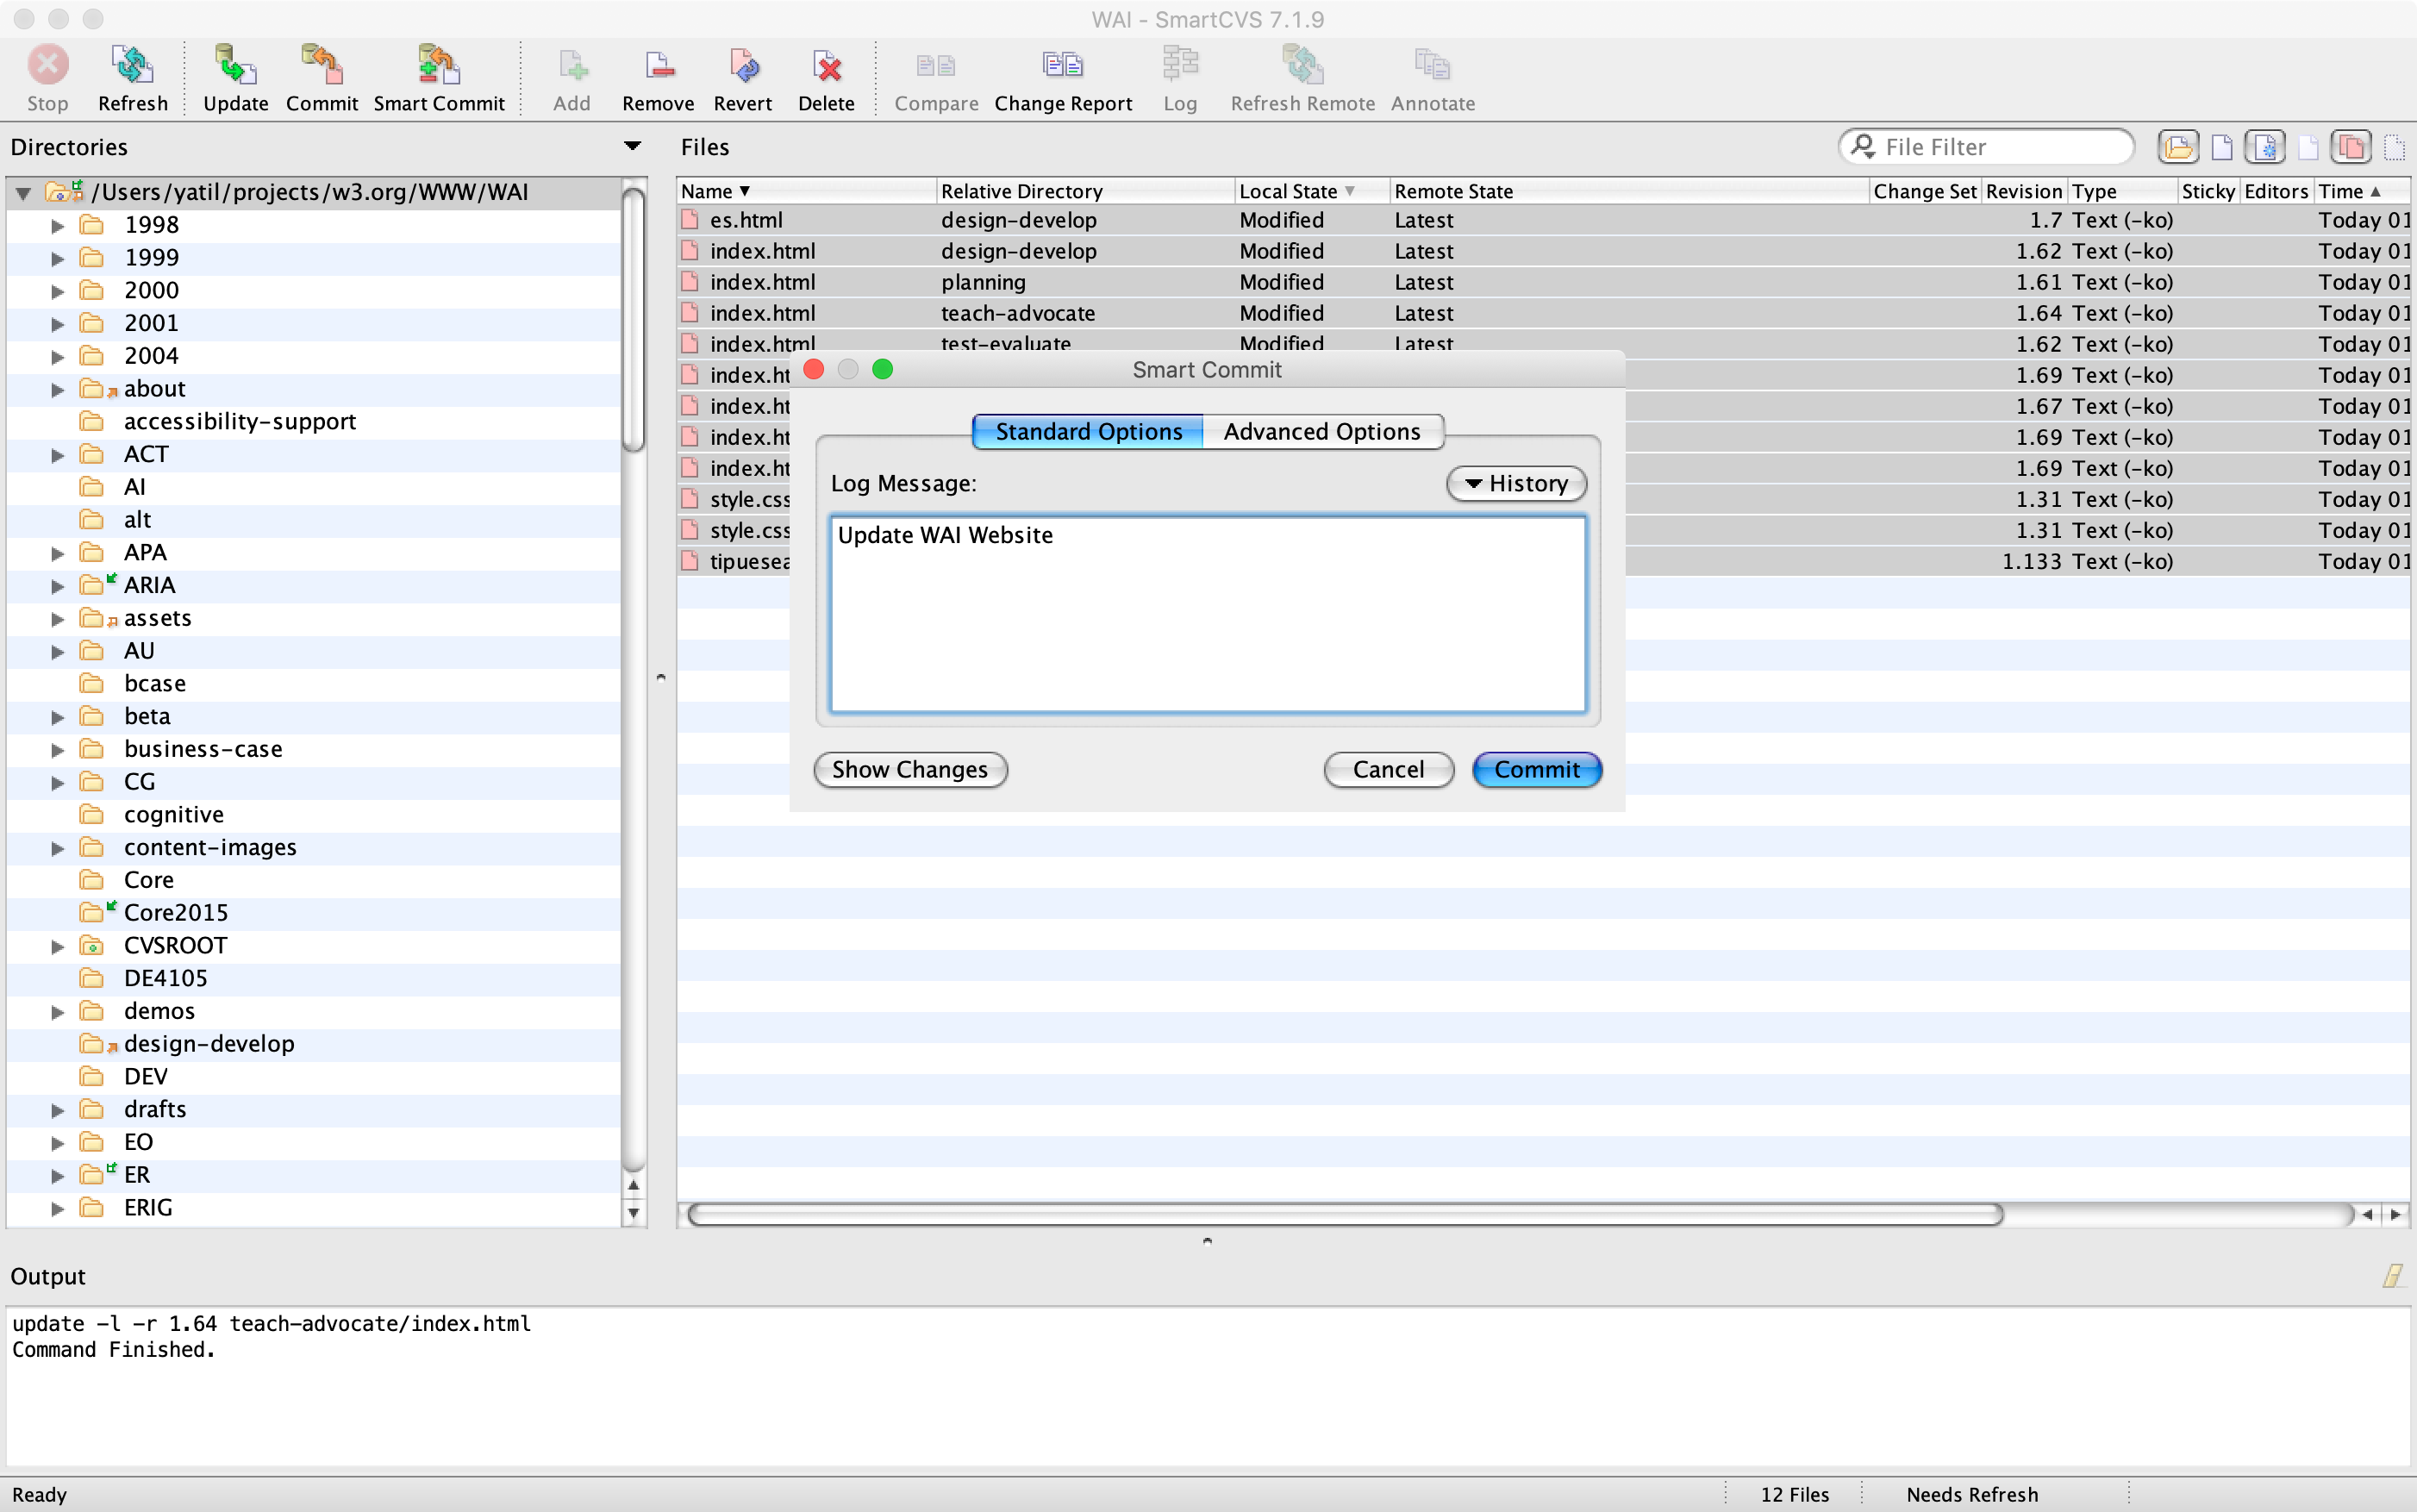 WAI - SmartCVS 7.1.9
Stop Refresh Update Commit Smart Commit Add Remove Revert Delete Compare Change Report Log Refresh Remote Annotate
Directories
/Users/yatil/projects/w3.org/WWW/WAI
1998
1999
2000
2001
2004
about
accessibility-support
ACT
AI
alt
APA
ARIA
assets
AU
bcase
beta
business-case
CG
cognitive
content-images
Core
Core2015
CVSROOT
DE4105
demos
design-develop
DEV
drafts
EO
ER
ERIG
Files
File Filter
Name Relative Directory Local State Remote State Change Set Revision Type Sticky Editors Time
es.html design-develop Modified Latest 1.7 Text (-ko) Today 01
index.html design-develop Modified Latest 1.62 Text (-ko) Today 01
index.html planning Modified Latest 1.61 Text (-ko) Today 01
index.html teach-advocate Modified Latest 1.64 Text (-ko) Today 01
index.html test-evaluate Modified Latest 1.62 Text (-ko) Today 01
index.ht 1.69 Text (-ko) Today 01
index.ht 1.67 Text (-ko) Today 01
index.ht 1.69 Text (-ko) Today 01
index.ht 1.69 Text (-ko) Today 01
style.css 1.31 Text (-ko) Today 01
style.css 1.31 Text (-ko) Today 01
tipuesea 1.133 Text (-ko) Today 01
Smart Commit
Standard Options Advanced Options
Log Message: History
Update WAI Website
Show Changes Cancel Commit
Output
update -l -r 1.64 teach-advocate/index.html
Command Finished.
Ready 12 Files Needs Refresh